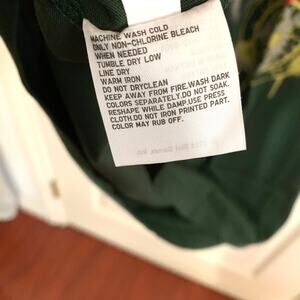 MACHINE WASH COLD
ONLY NON-CHLORINE BLEACH
WHEN NEEDED
TUMBLE DRY LOW
LINE DRY
WARM IRON
DO NOT DRYCLEAN
KEEP AWAY FROM FIRE.WASH DARK
COLORS SEPARATELY.DO NOT SOAK.
RESHAPE WHILE DAMP.USE PRESS
CLOTH.DO NOT IRON PRINTED PART.
COLOR MAY RUB OFF.